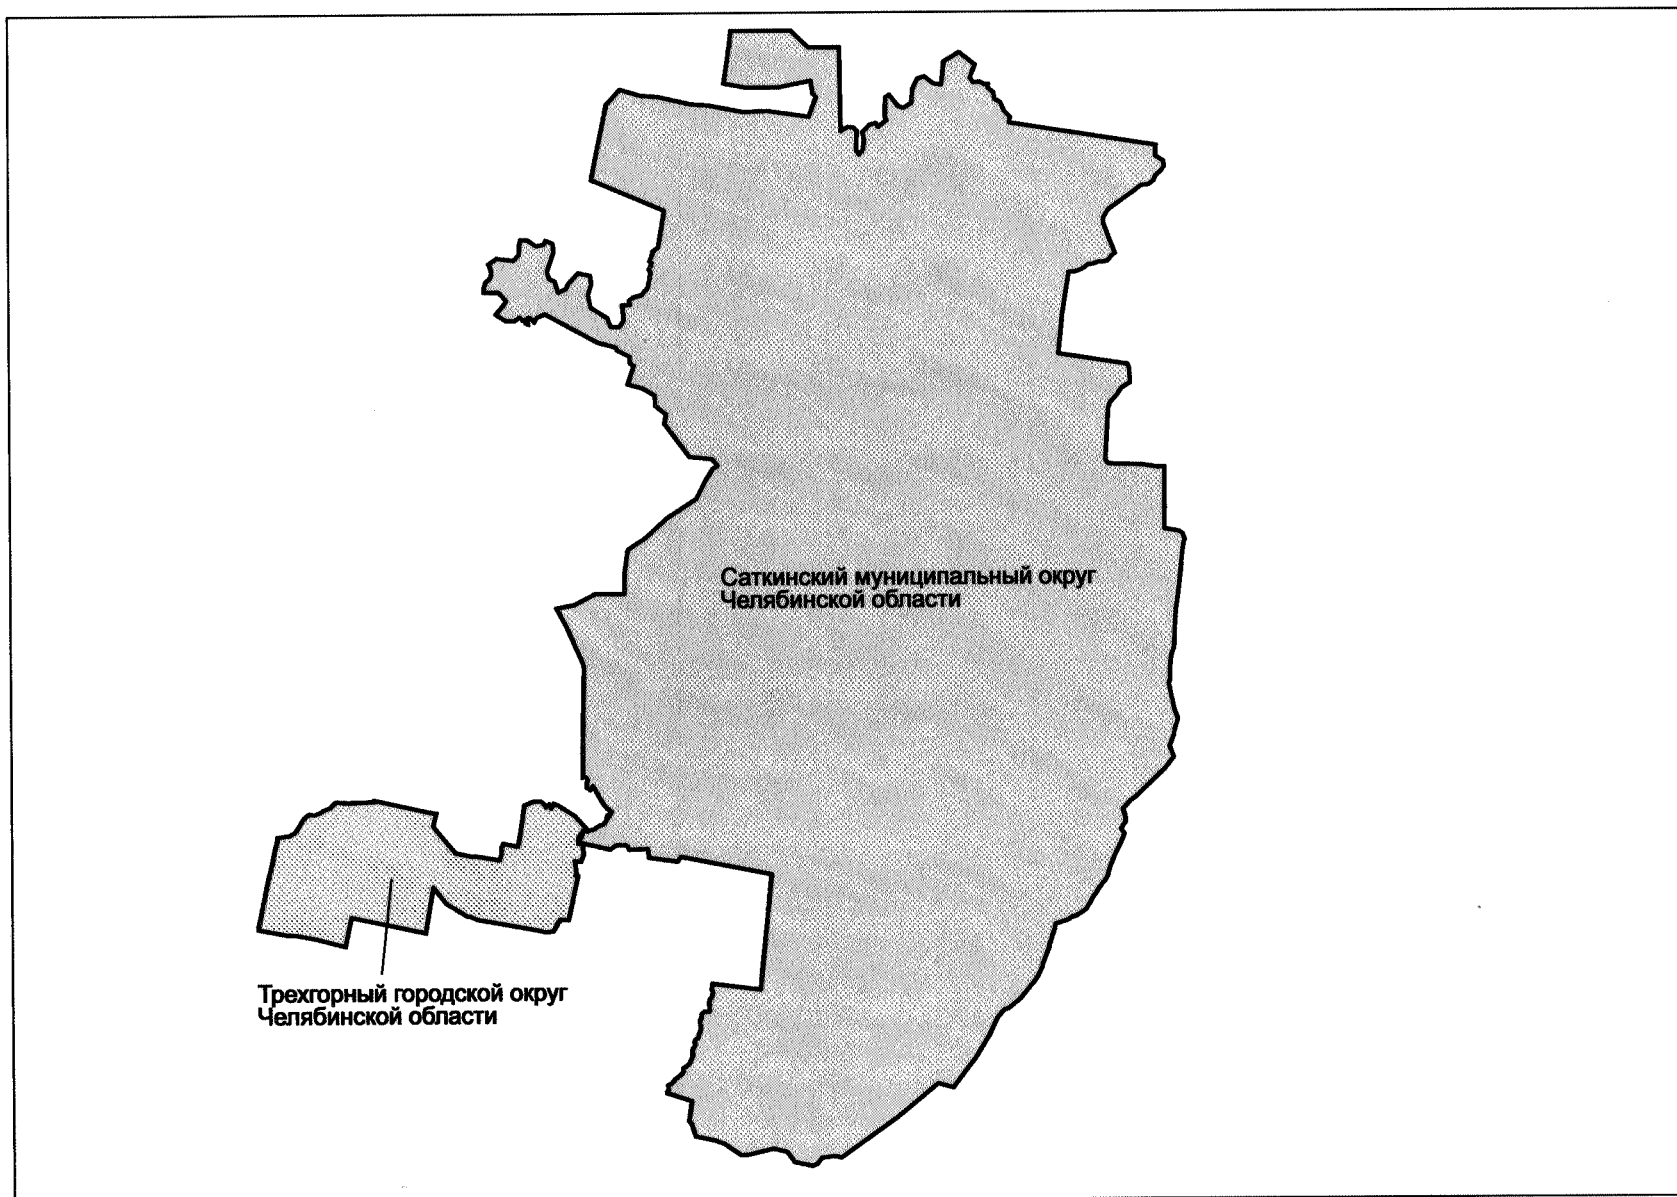 Саткинский муниципальный округ
Челябинской области
Трехгорный городской округ
Челябинской области